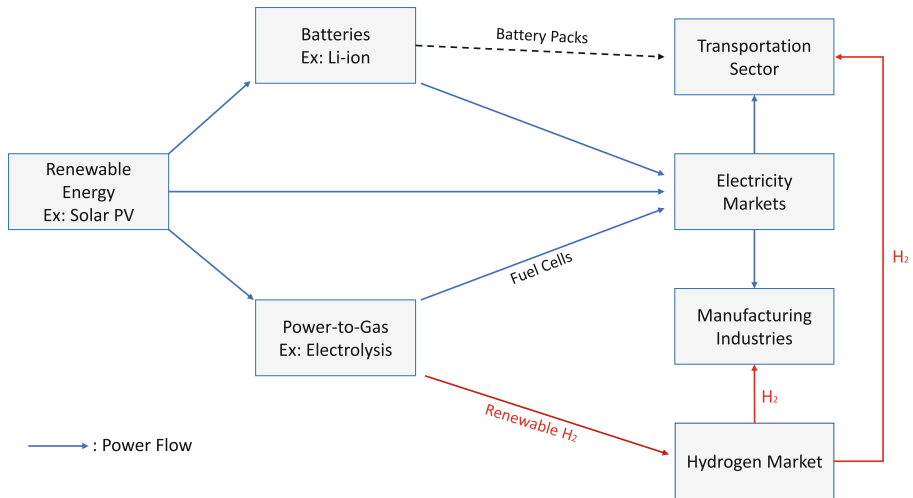 Batteries
Ex: Li-ion
Battery Packs
Transportation
Sector
Renewable
Energy
Ex: Solar PV
Electricity
Markets
Fuel Cells
H₂
Power-to-Gas
Ex: Electrolysis
Manufacturing
Industries
H₂
Renewable H₂
: Power Flow
Hydrogen Market